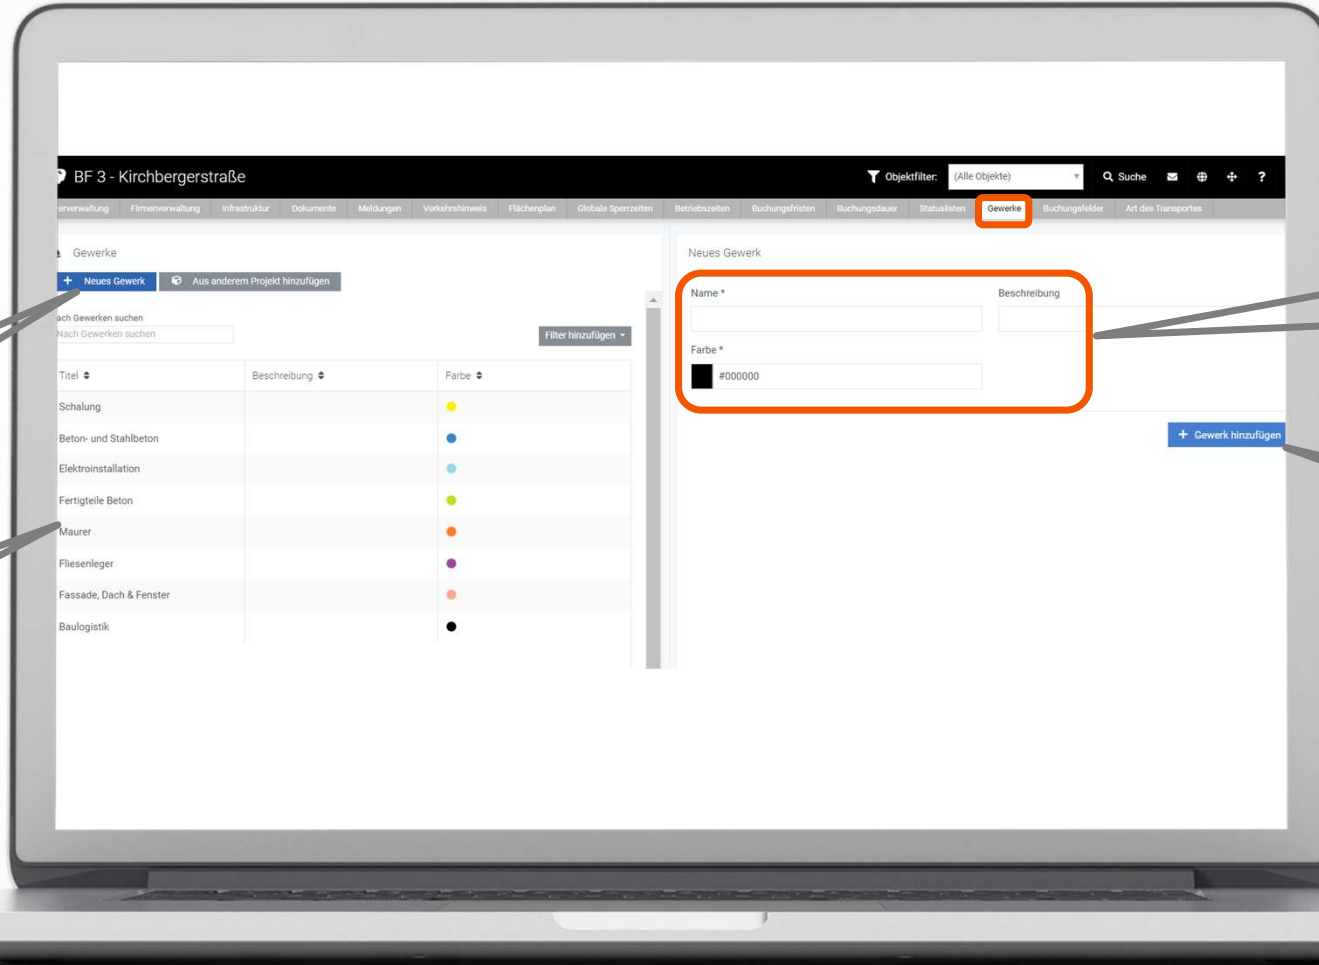 BF 3 - Kirchbergerstraße
Objektfilter: (Alle Objekte) Suche ?
Firmenverwaltung Infrastruktur Dokumente Meldungen Verkehrshinweis Flächenplan Globale Sperrzeiten Betriebszeiten Buchungsfristen Buchungsdauer Statuslisten Gewerke Buchungsfelder Art des Transportes
Gewerke
+ Neues Gewerk Aus anderem Projekt hinzufügen
ach Gewerken suchen
Nach Gewerken suchen
Filter hinzufügen
Titel Beschreibung Farbe
Schalung
Beton- und Stahlbeton
Elektroinstallation
Fertigteile Beton
Maurer
Fliesenleger
Fassade, Dach & Fenster
Baulogistik
Neues Gewerk
Name * Beschreibung
Farbe *
#000000
+ Gewerk hinzufügen